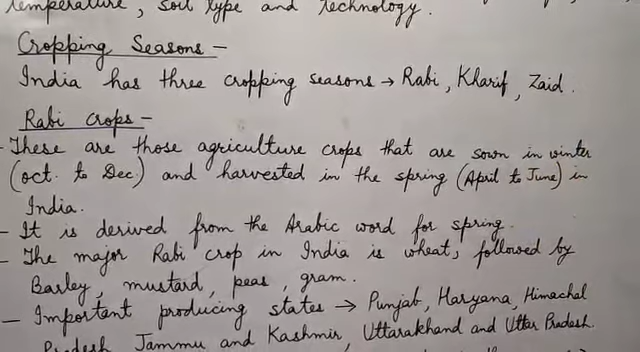 temperature, soil type and technology.
Cropping Seasons -
India has three cropping seasons → Rabi, Kharif, Zaid.
Rabi crops -
- These are those agriculture crops that are sown in winter
(oct. to Dec.) and harvested in the spring (April to June) in
India.
- It is derived from the Arabic word for spring.
- The major Rabi crop in India is wheat, followed by
Barley, mustard, peas, gram.
- Important producing states → Punjab, Haryana, Himachal
Pradesh, Jammu and Kashmir, Uttarakhand and Uttar Pradesh.